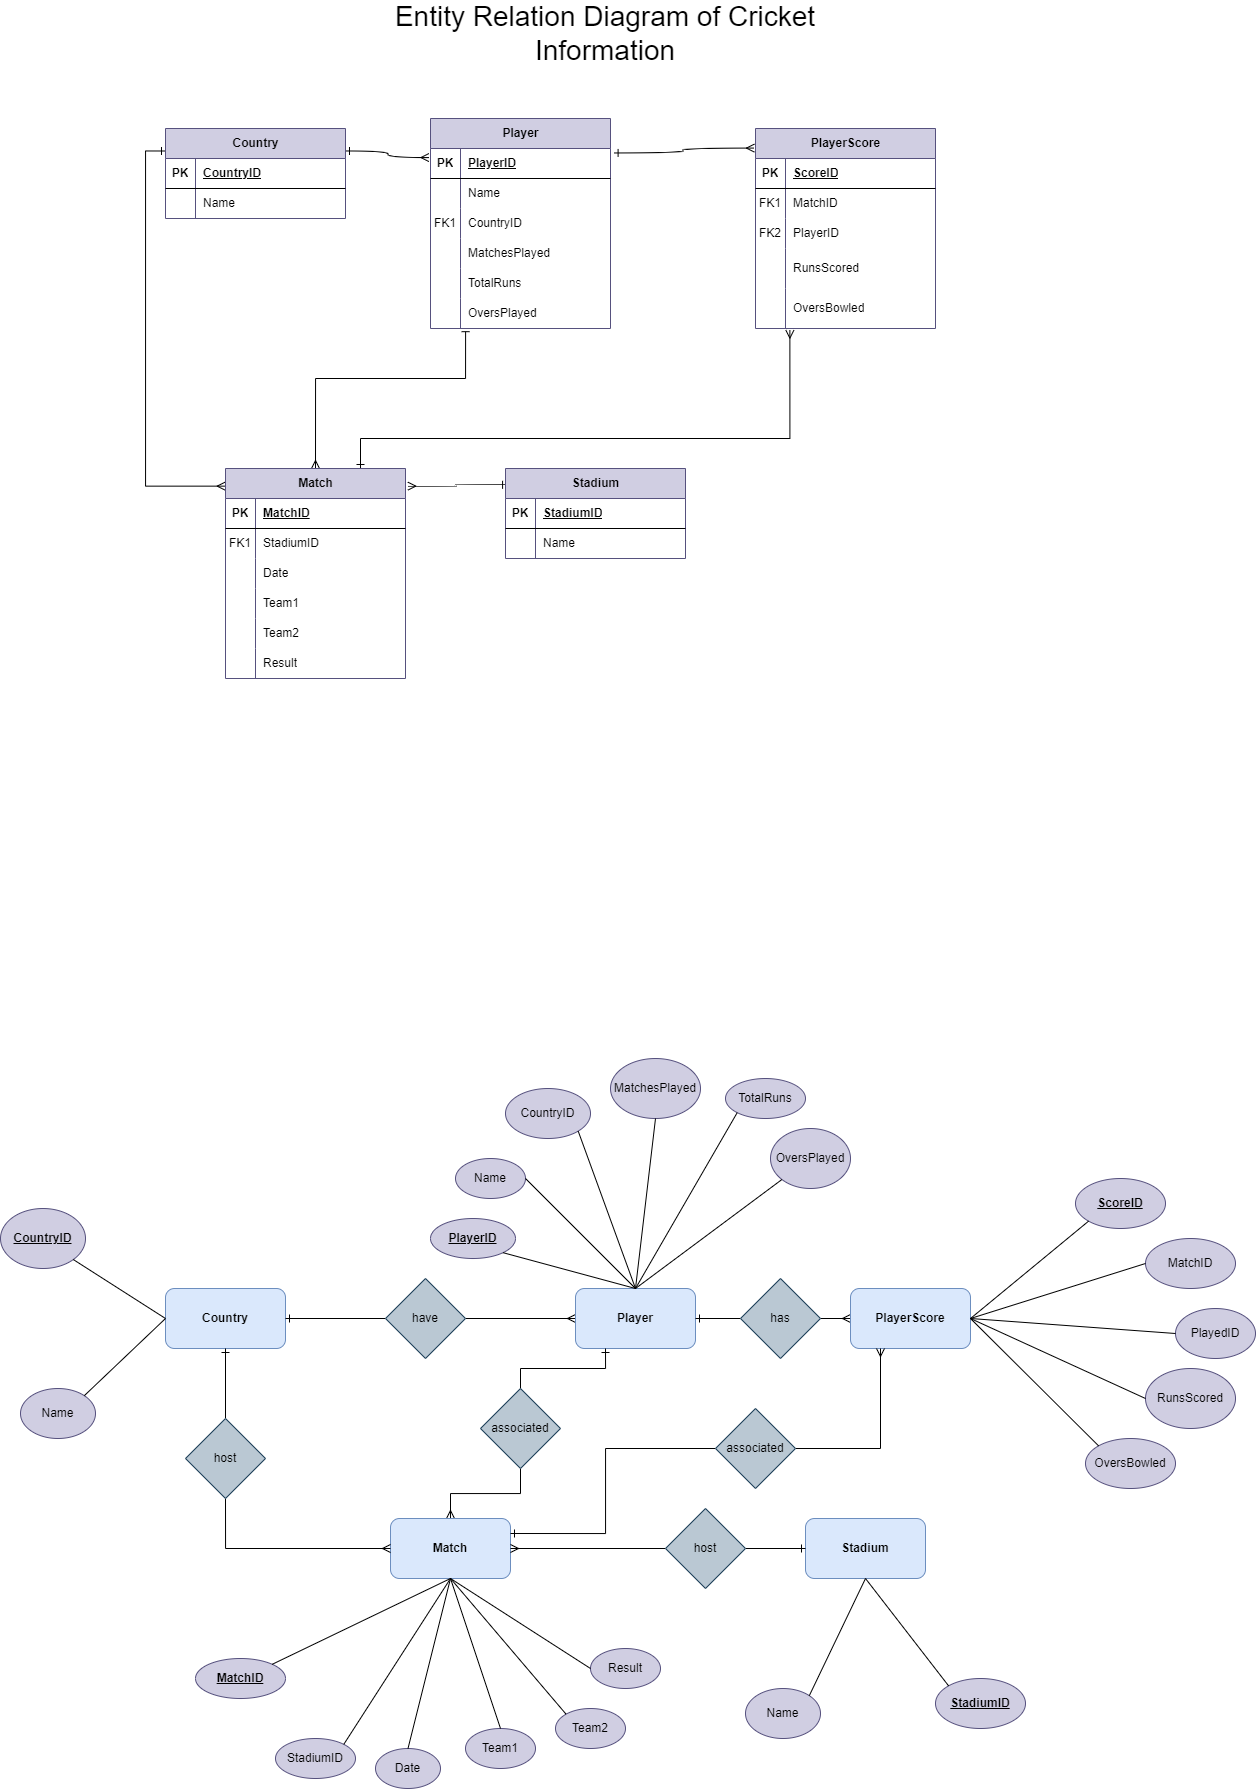 Entity Relation Diagram of Cricket
Information
Country
PK CountryID
Name
Player
PK PlayerID
Name
FK1 CountryID
MatchesPlayed
TotalRuns
OversPlayed
PlayerScore
PK ScoreID
FK1 MatchID
FK2 PlayerID
RunsScored
OversBowled
Match
PK MatchID
FK1 StadiumID
Date
Team1
Team2
Result
Stadium
PK StadiumID
Name
MatchesPlayed
TotalRuns
CountryID
OversPlayed
Name
PlayerID
ScoreID
CountryID
MatchID
Country
have
Player
has
PlayerScore
PlayedID
RunsScored
Name
associated
associated
host
OversBowled
Match
host
Stadium
Result
MatchID
StadiumID
Name
Team2
Team1
StadiumID
Date